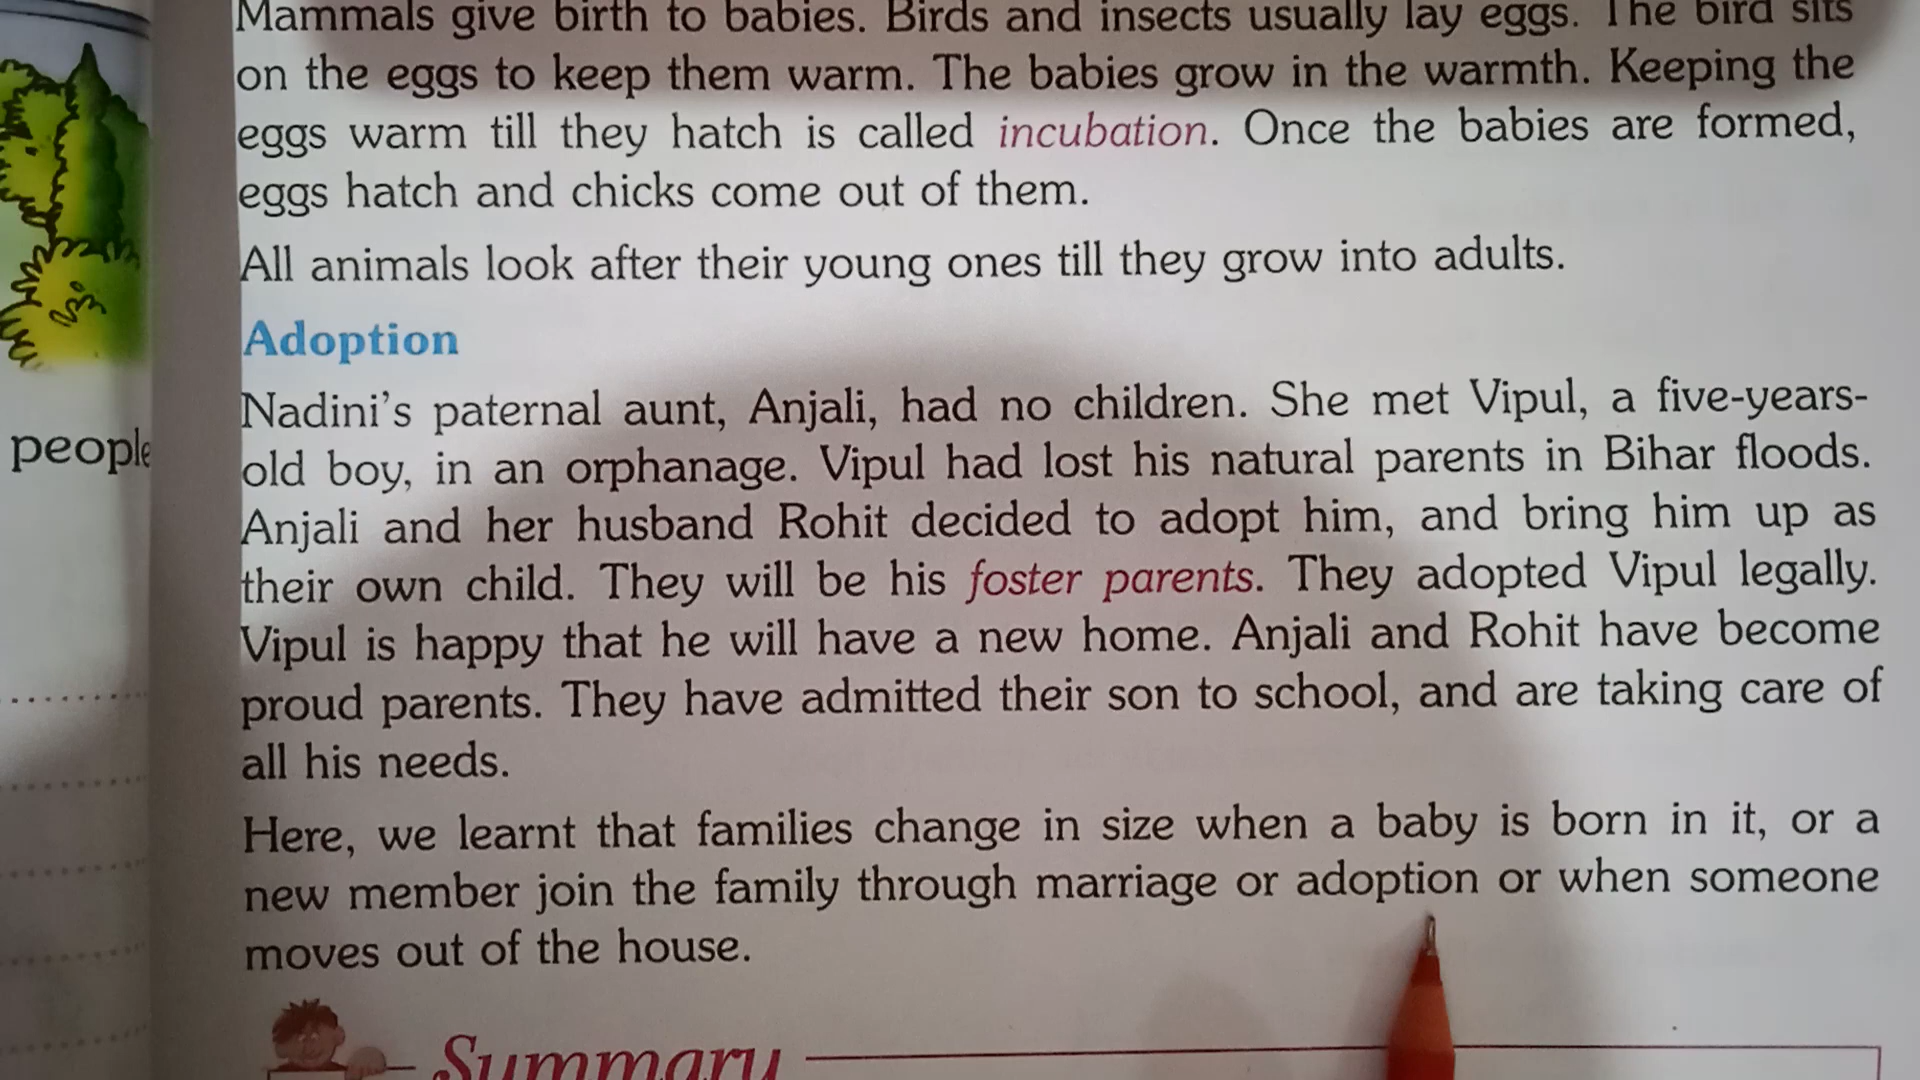 Mammals give birth to babies. Birds and insects usually lay eggs. The bird sits
on the eggs to keep them warm. The babies grow in the warmth. Keeping the
eggs warm till they hatch is called incubation. Once the babies are formed,
eggs hatch and chicks come out of them.
All animals look after their young ones till they grow into adults.
Adoption
Nadini's paternal aunt, Anjali, had no children. She met Vipul, a five-years-
old boy, in an orphanage. Vipul had lost his natural parents in Bihar floods.
people
Anjali and her husband Rohit decided to adopt him, and bring him up as
their own child. They will be his foster parents. They adopted Vipul legally.
Vipul is happy that he will have a new home. Anjali and Rohit have become
proud parents. They have admitted their son to school, and are taking care of
all his needs.
Here, we learnt that families change in size when a baby is born in it, or a
new member join the family through marriage or adoption or when someone
moves out of the house.
Summary